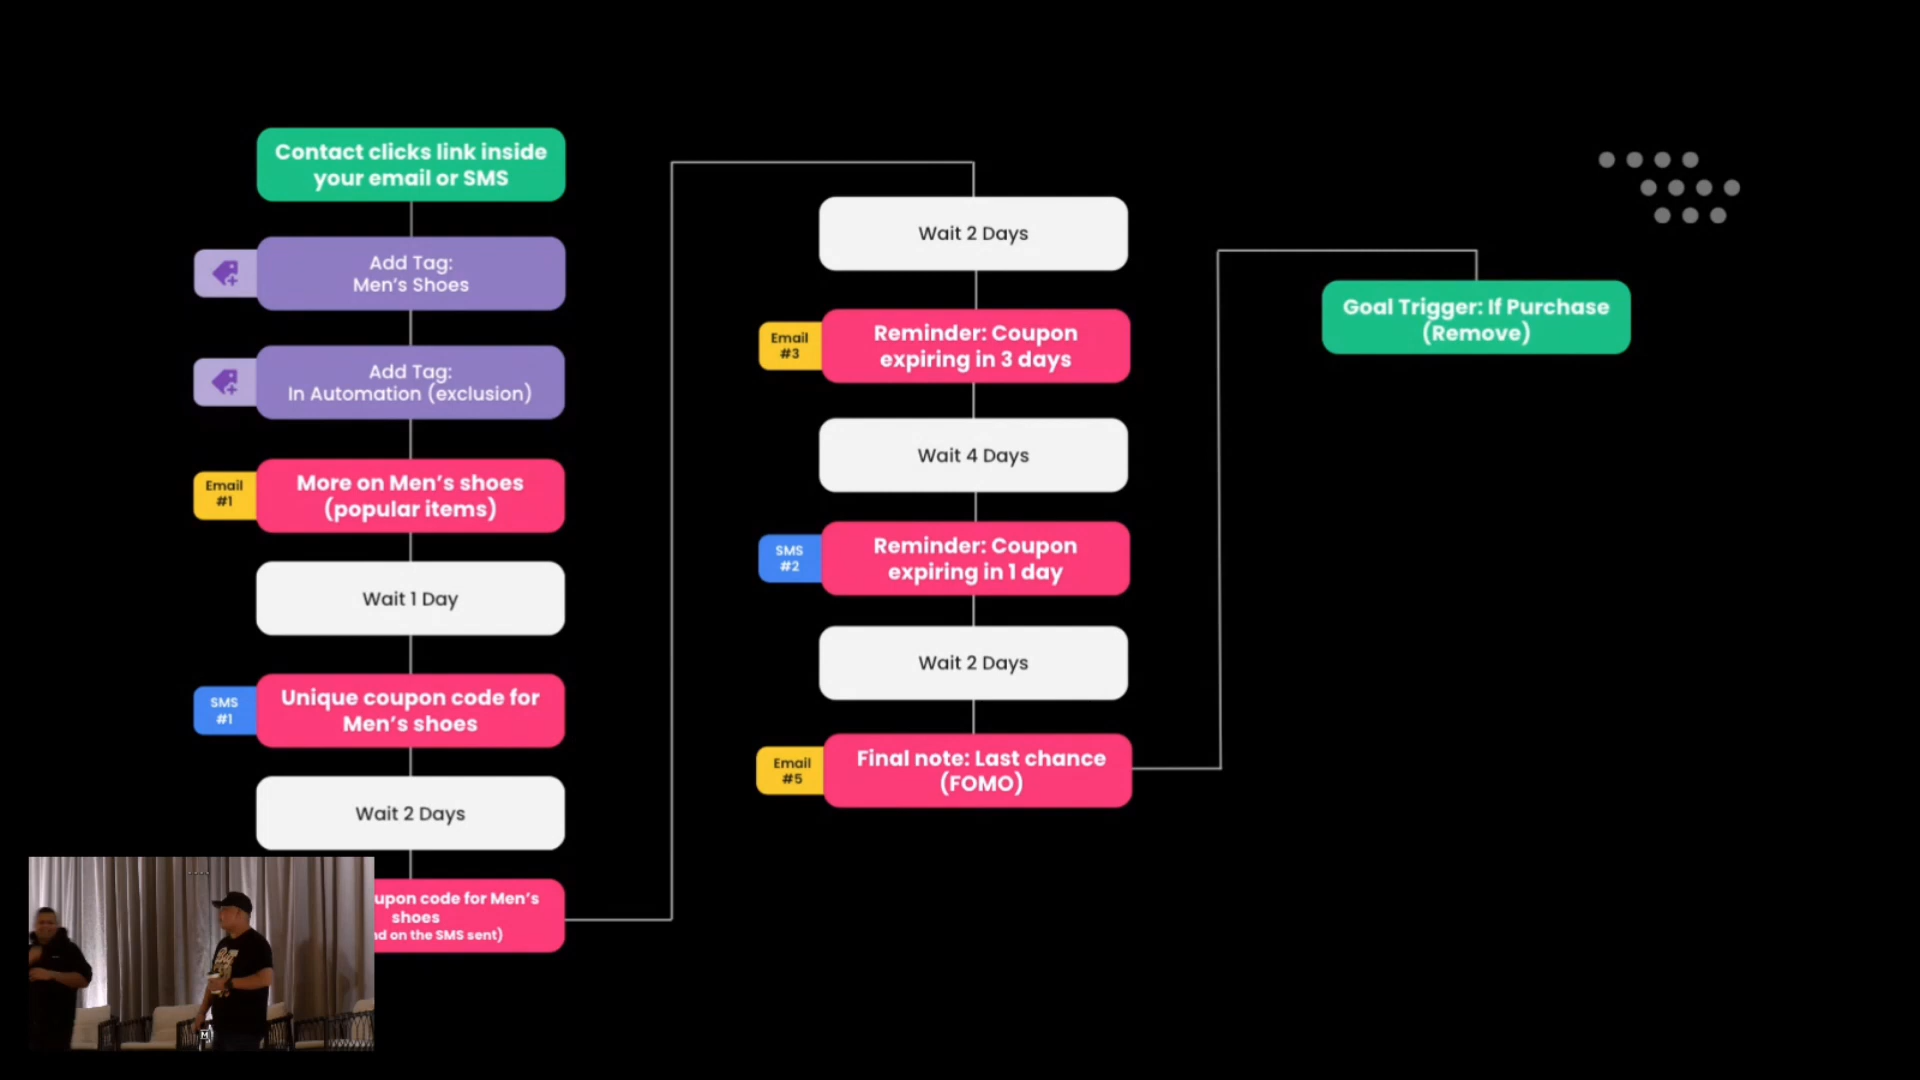 Contact clicks link inside
your email or SMS
Add Tag:
Men's Shoes
Add Tag:
In Automation (exclusion)
Email
#1
More on Men's shoes
(popular items)
Wait 1 Day
SMS
#1
Unique coupon code for
Men's shoes
Wait 2 Days
code for Men's
shoes
on the SMS sent)
Wait 2 Days
Email
#3
Reminder: Coupon
expiring in 3 days
Wait 4 Days
SMS
#2
Reminder: Coupon
expiring in 1 day
Wait 2 Days
Email
#5
Final note: Last chance
(FOMO)
Goal Trigger: If Purchase
(Remove)